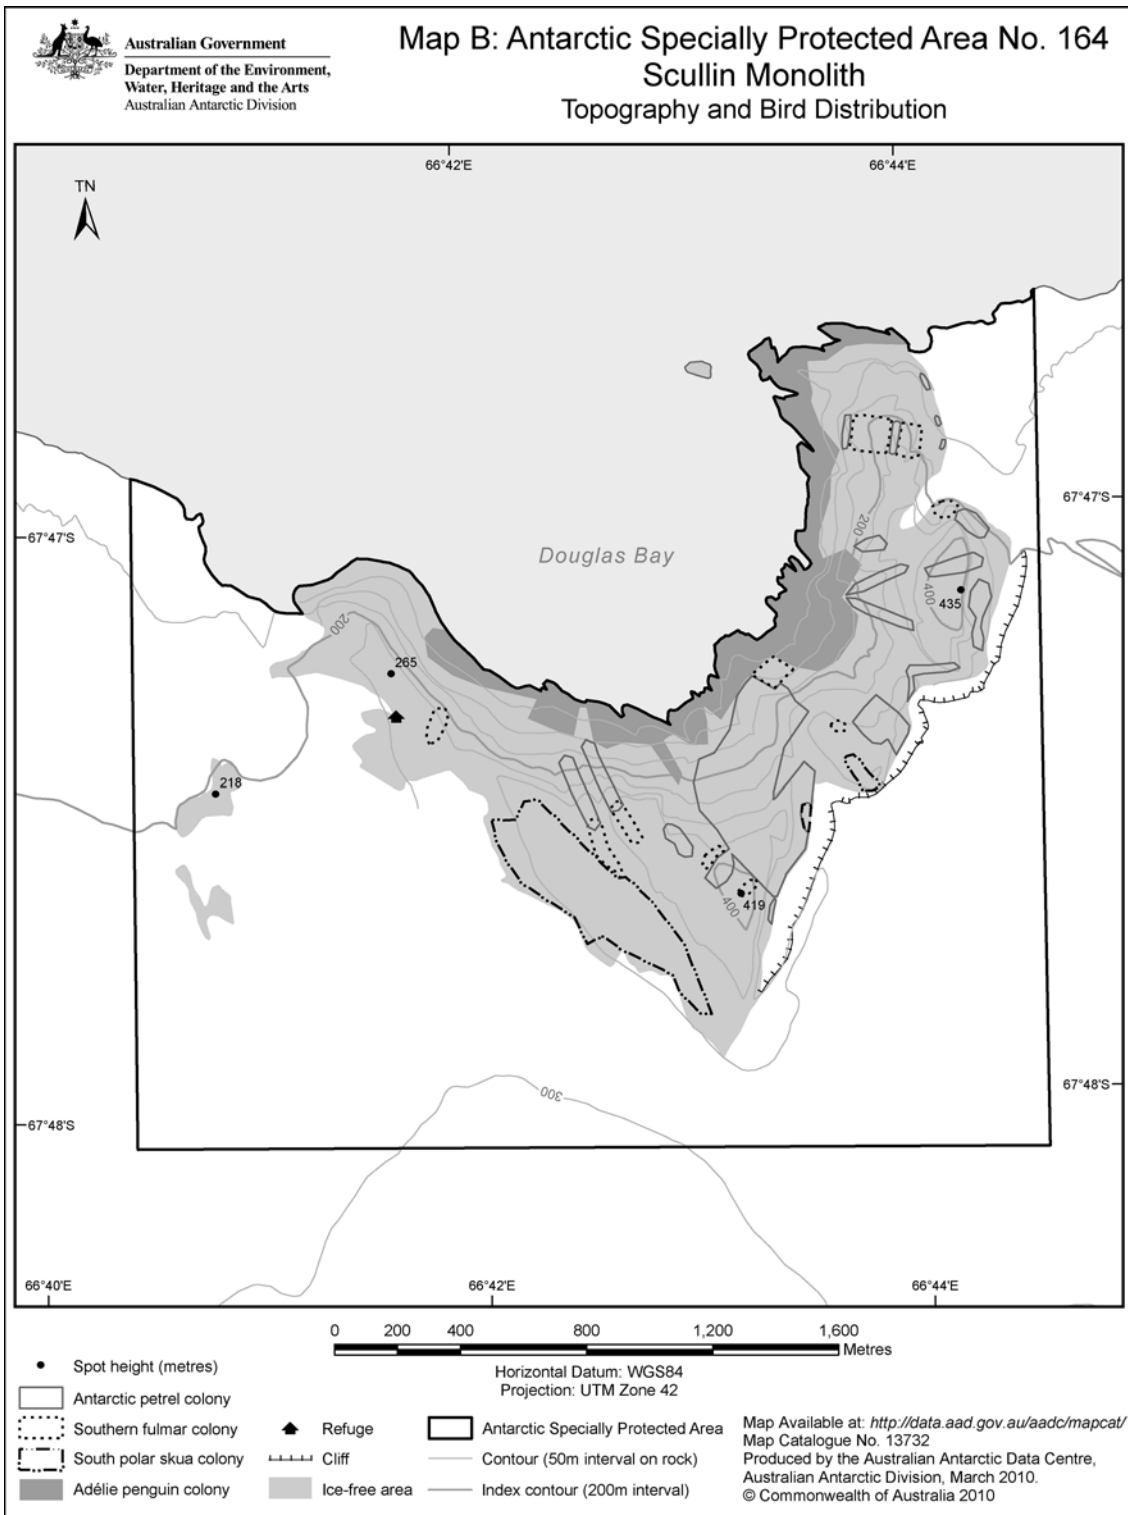 Australian Government
Department of the Environment,
Water, Heritage and the Arts
Australian Antarctic Division
Map B: Antarctic Specially Protected Area No. 164
Scullin Monolith
Topography and Bird Distribution
66°42'E
66°44'E
TN
200
67°47'S
67°47'S
Douglas Bay
400
435
200
265
218
400
419
67°48'S
300
67°48'S
66°40'E
66°42'E
66°44'E
0 200 400 800 1,200 1,600
Metres
Horizontal Datum: WGS84
Projection: UTM Zone 42
Spot height (metres)
Antarctic petrel colony
Southern fulmar colony
South polar skua colony
Adélie penguin colony
Refuge
Cliff
Ice-free area
Antarctic Specially Protected Area
Contour (50m interval on rock)
Index contour (200m interval)
Map Available at: http://data.aad.gov.au/aadc/mapcat/
Map Catalogue No. 13732
Produced by the Australian Antarctic Data Centre,
Australian Antarctic Division, March 2010.
© Commonwealth of Australia 2010